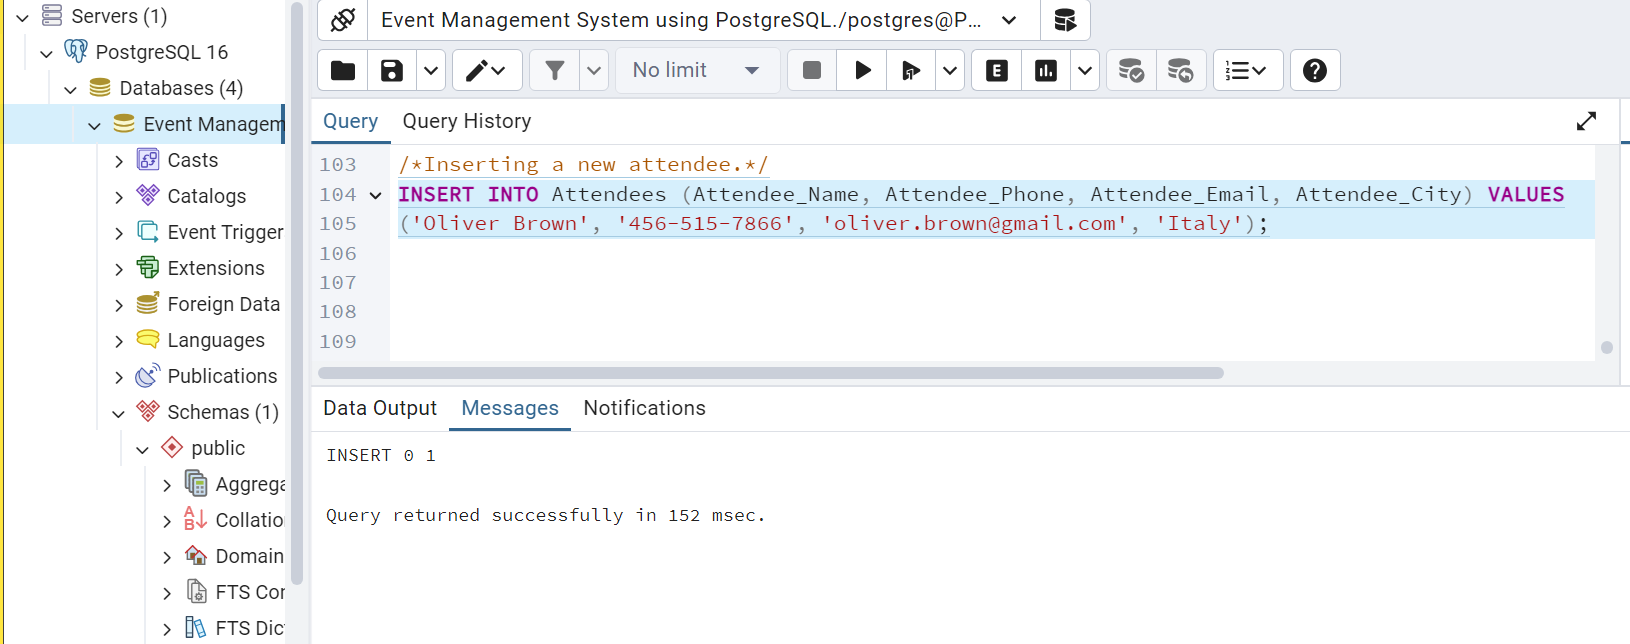 Servers (1)
PostgreSQL 16
Databases (4)
Event Managem
Casts
Catalogs
Event Trigger
Extensions
Foreign Data
Languages
Publications
Schemas (1)
public
Aggrega
Collatio
Domain
FTS Cor
FTS Dic
Event Management System using PostgreSQL./postgres@P...
No limit
E
Query Query History
103 /*Inserting a new attendee.*/
104 INSERT INTO Attendees (Attendee_Name, Attendee_Phone, Attendee_Email, Attendee_City) VALUES
105 ('Oliver Brown', '456-515-7866', 'oliver.brown@gmail.com', 'Italy');
106
107
108
109
Data Output Messages Notifications
INSERT 0 1
Query returned successfully in 152 msec.